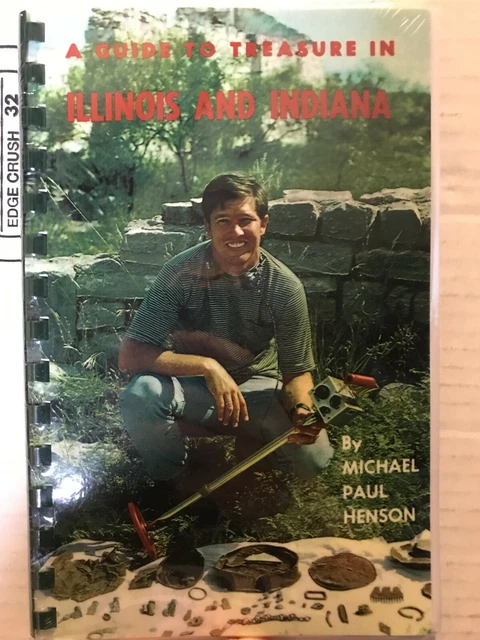 A GUIDE TO TREASURE IN
ILLINOIS AND INDIANA
By
MICHAEL
PAUL
HENSON
EDGE CRUSH 32